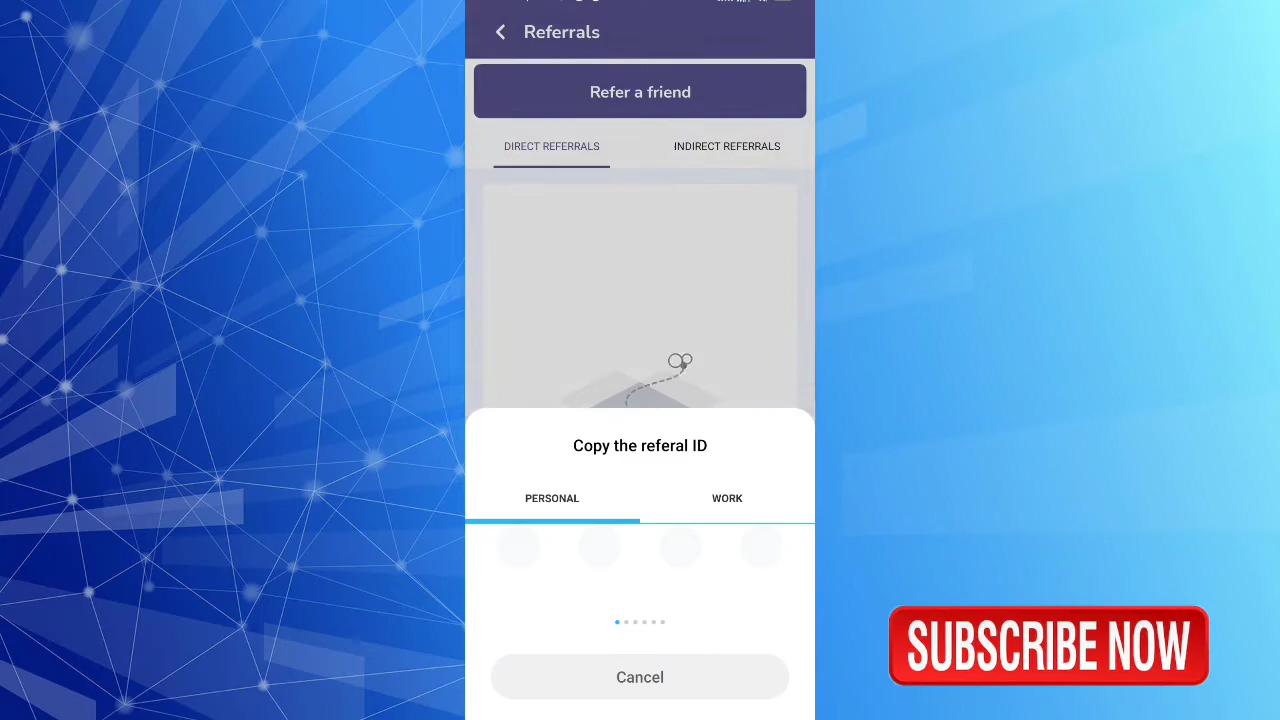 Referrals
Refer a friend
DIRECT REFERRALS
INDIRECT REFERRALS
Copy the referal ID
PERSONAL
WORK
Cancel
SUBSCRIBE NOW